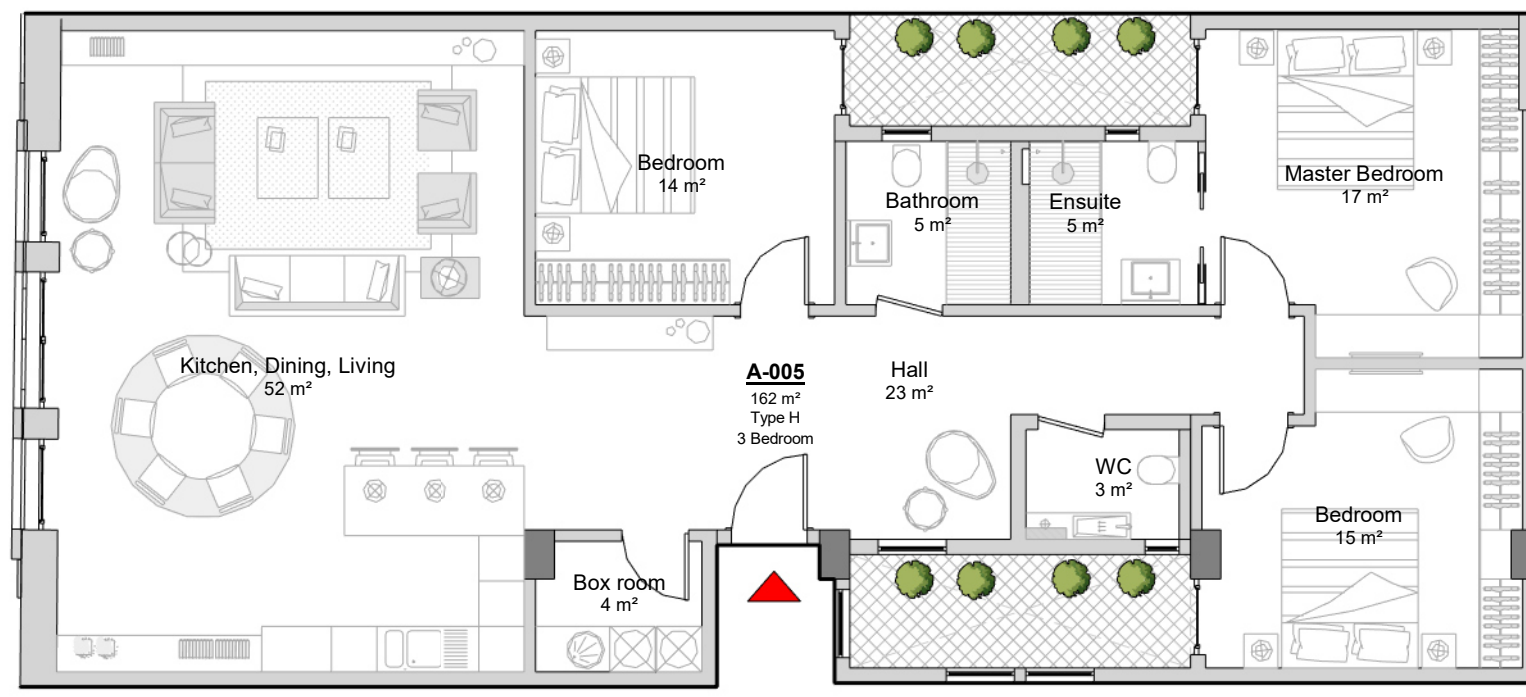 Bedroom
14 m²
Bathroom
5 m²
Ensuite
5 m²
Master Bedroom
17 m²
Kitchen, Dining, Living
52 m²
A-005
162 m²
Type H
3 Bedroom
Hall
23 m²
WC
3 m²
Bedroom
15 m²
Box room
4 m²